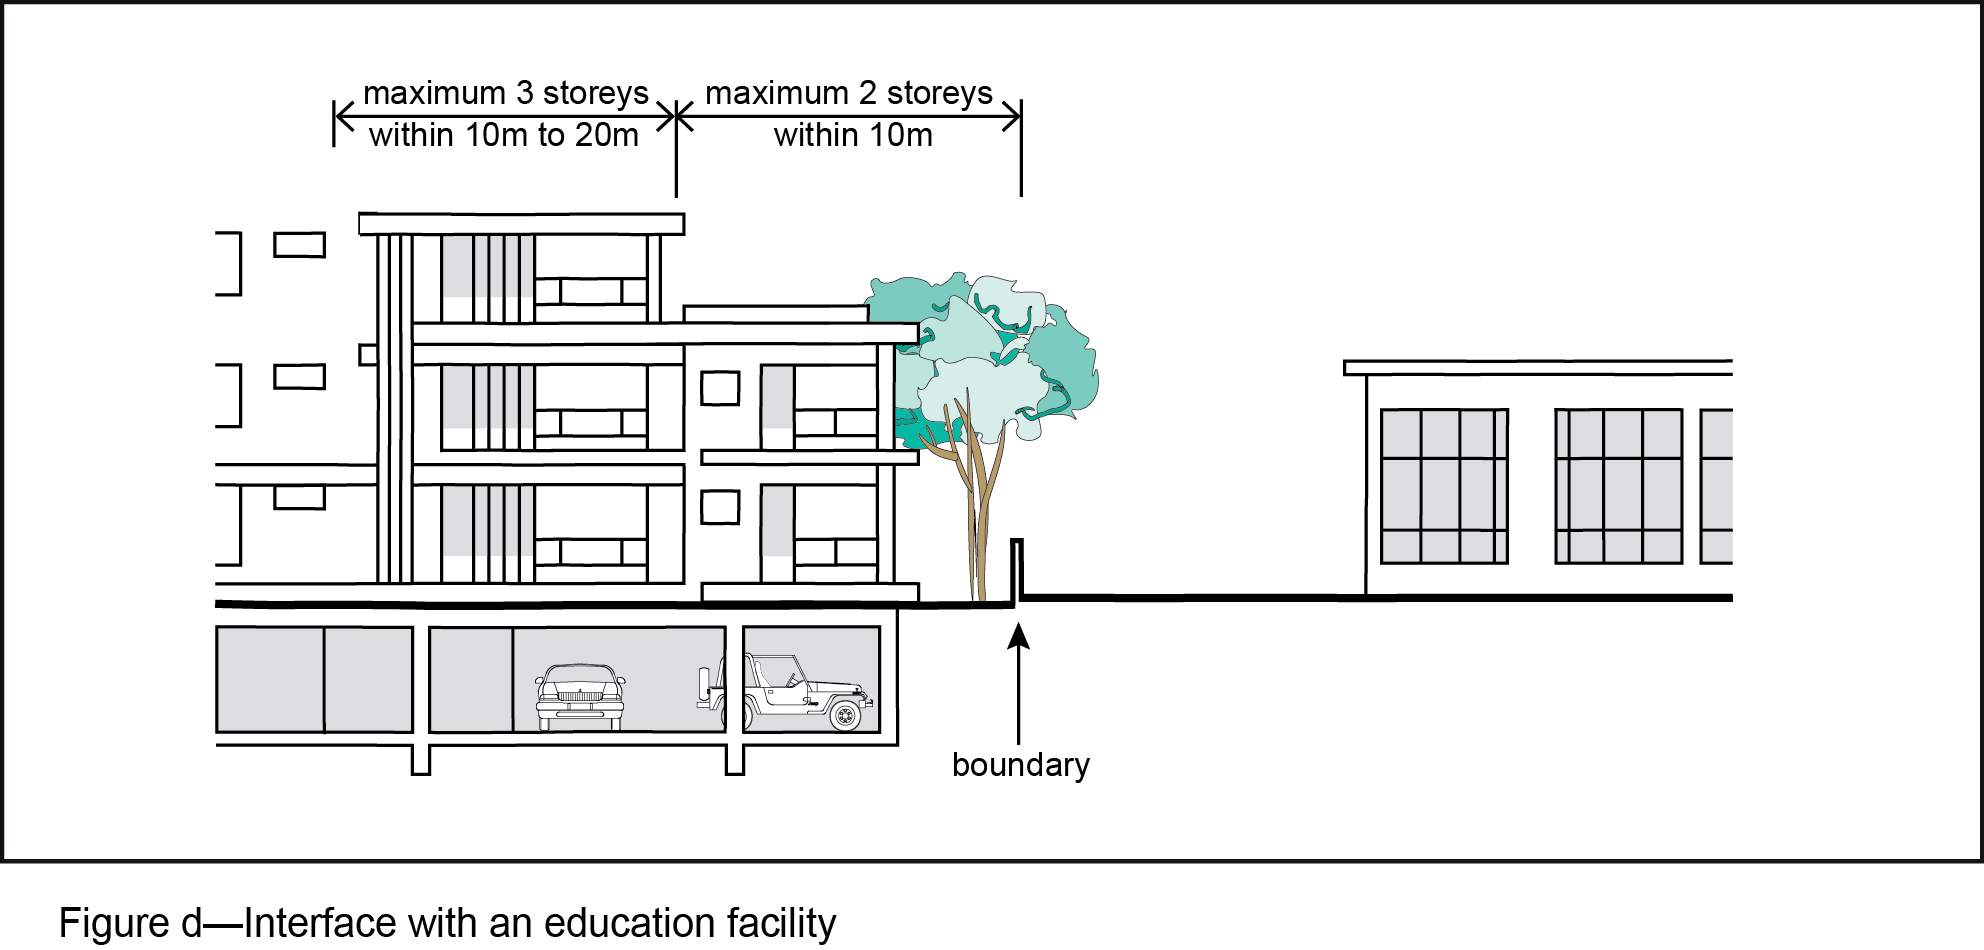 maximum 3 storeys
within 10m to 20m
maximum 2 storeys
within 10m
boundary
Figure d—Interface with an education facility